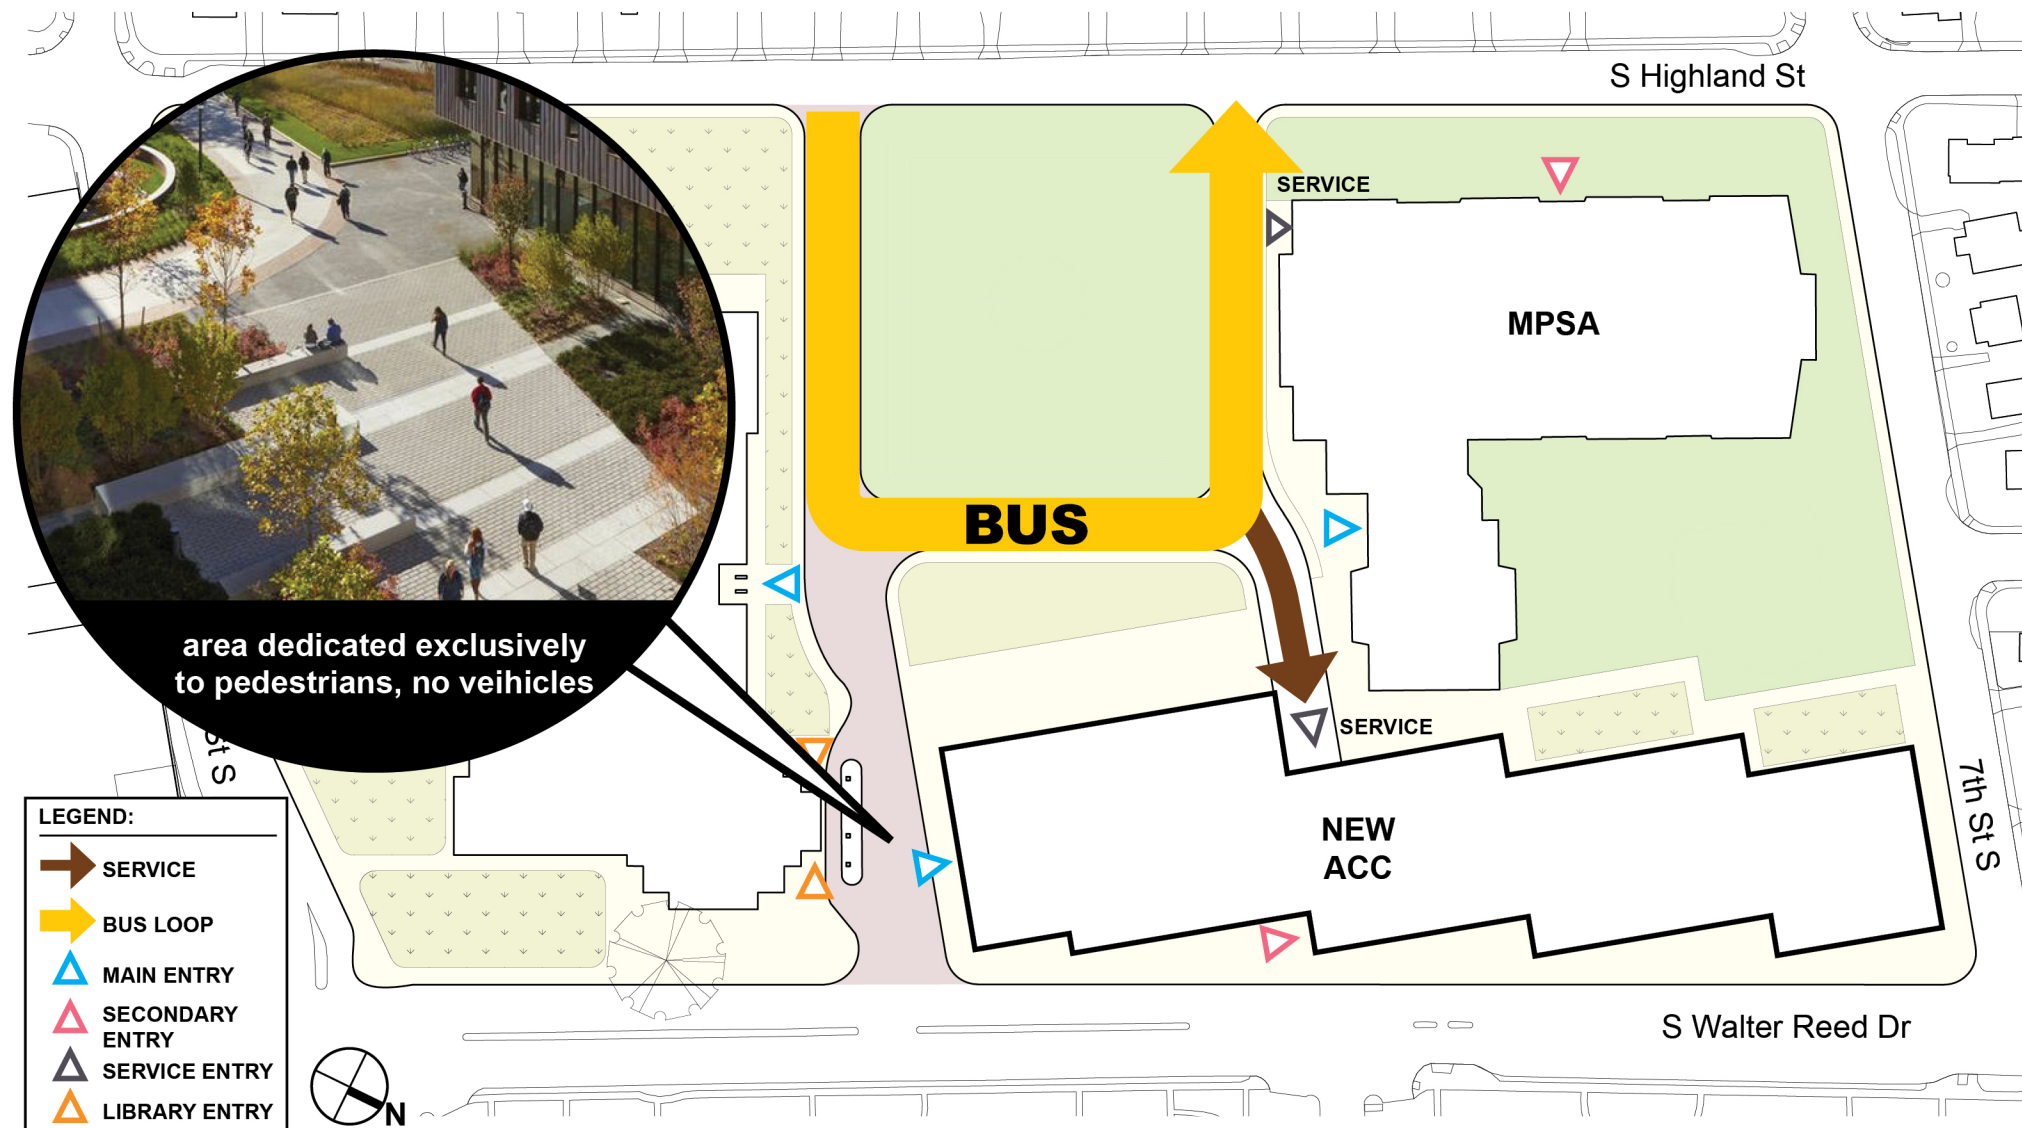 S Highland St
SERVICE
MPSA
BUS
area dedicated exclusively
to pedestrians, no veihicles
SERVICE
St S
NEW
ACC
7th St S
S Walter Reed Dr
LEGEND:
SERVICE
BUS LOOP
MAIN ENTRY
SECONDARY
ENTRY
SERVICE ENTRY
LIBRARY ENTRY
N